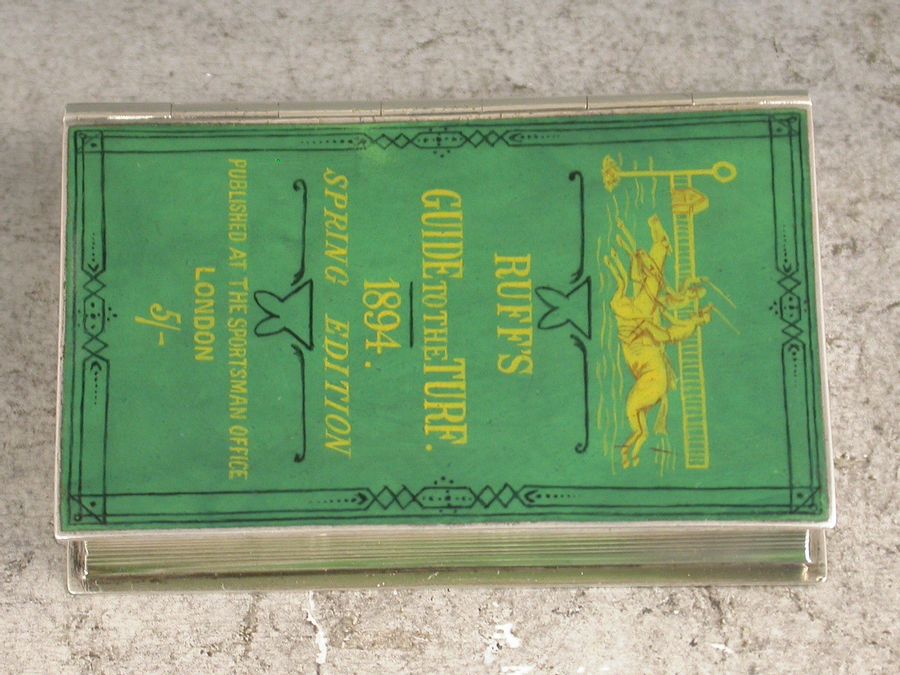 RUFF'S
GUIDE TO THE TURF.
1894.
SPRING EDITION
PUBLISHED AT THE SPORTSMAN OFFICE
LONDON
5/-